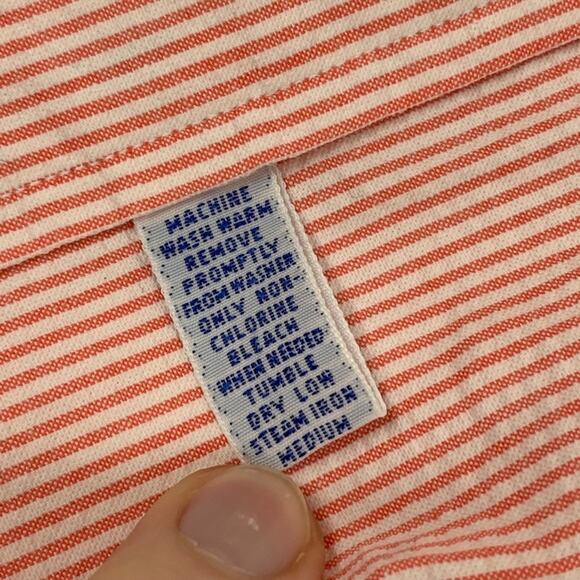 MACHINE
WASH WARM
REMOVE
PROMPTLY
FROM WASHER
ONLY NON
CHLORINE
BLEACH
WHEN NEEDED
TUMBLE
DRY LOW
STEAM IRON
MEDIUM